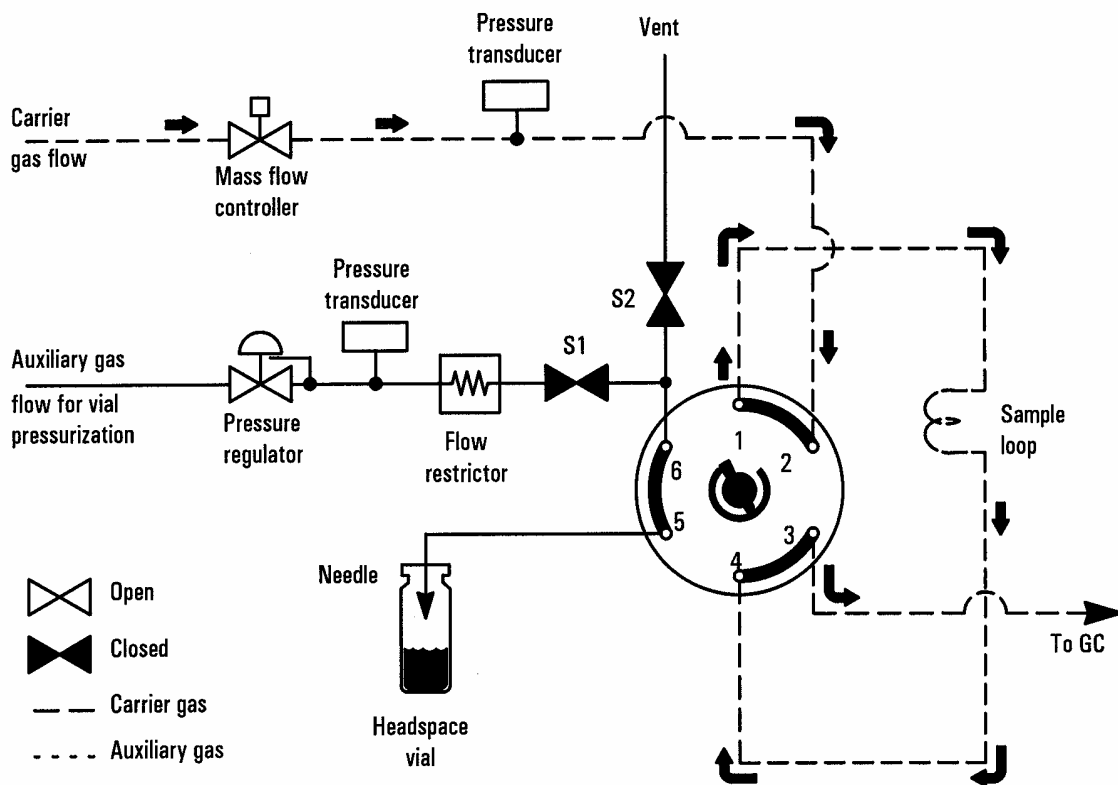 Pressure
transducer
Vent
Carrier
gas flow
Mass flow
controller
Pressure
transducer
S2
S1
Auxiliary gas
flow for vial
pressurization
Pressure
regulator
Flow
restrictor
Sample
loop
1
2
3
4
5
6
Needle
To GC
Headspace
vial
Open
Closed
Carrier gas
Auxiliary gas